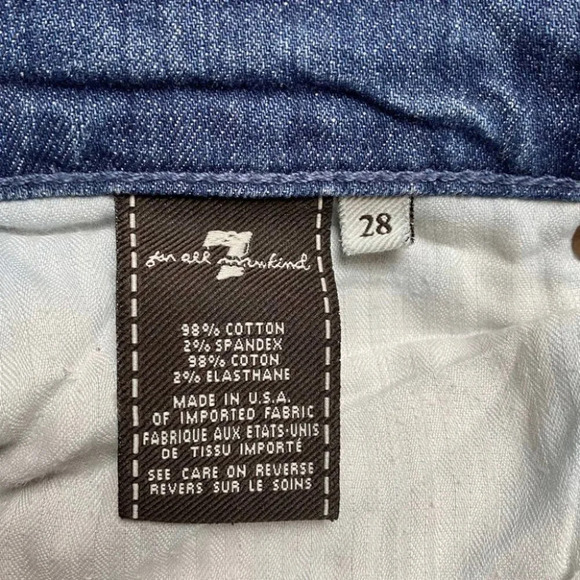 7
for all mankind
28
98% COTTON
2% SPANDEX
98% COTON
2% ELASTHANE
MADE IN U.S.A.
OF IMPORTED FABRIC
FABRIQUE AUX ETATS-UNIS
DE TISSU IMPORTÉ
SEE CARE ON REVERSE
REVERS SUR LE SOINS